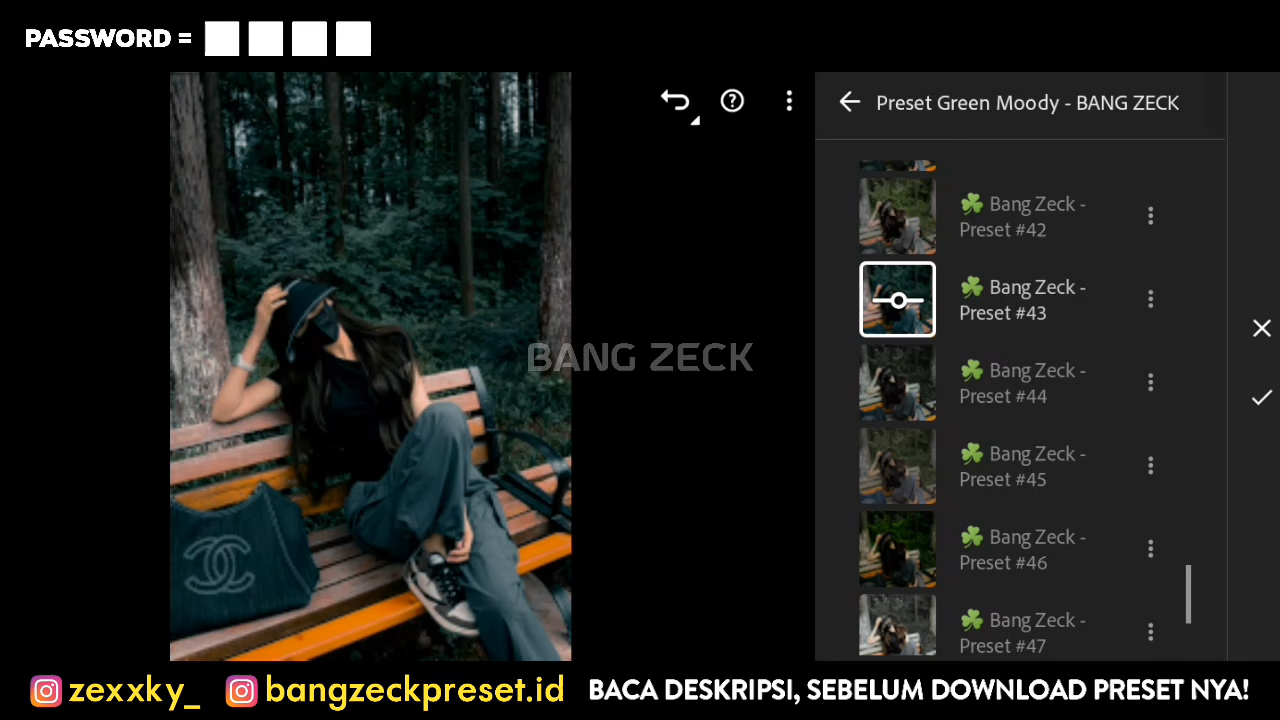 PASSWORD =
Preset Green Moody - BANG ZECK
☘️ Bang Zeck -
Preset #42
☘️ Bang Zeck -
Preset #43
☘️ Bang Zeck -
Preset #44
☘️ Bang Zeck -
Preset #45
☘️ Bang Zeck -
Preset #46
☘️ Bang Zeck -
Preset #47
BANG ZECK
zexxky_
bangzeckpreset.id
BACA DESKRIPSI, SEBELUM DOWNLOAD PRESET NYA!